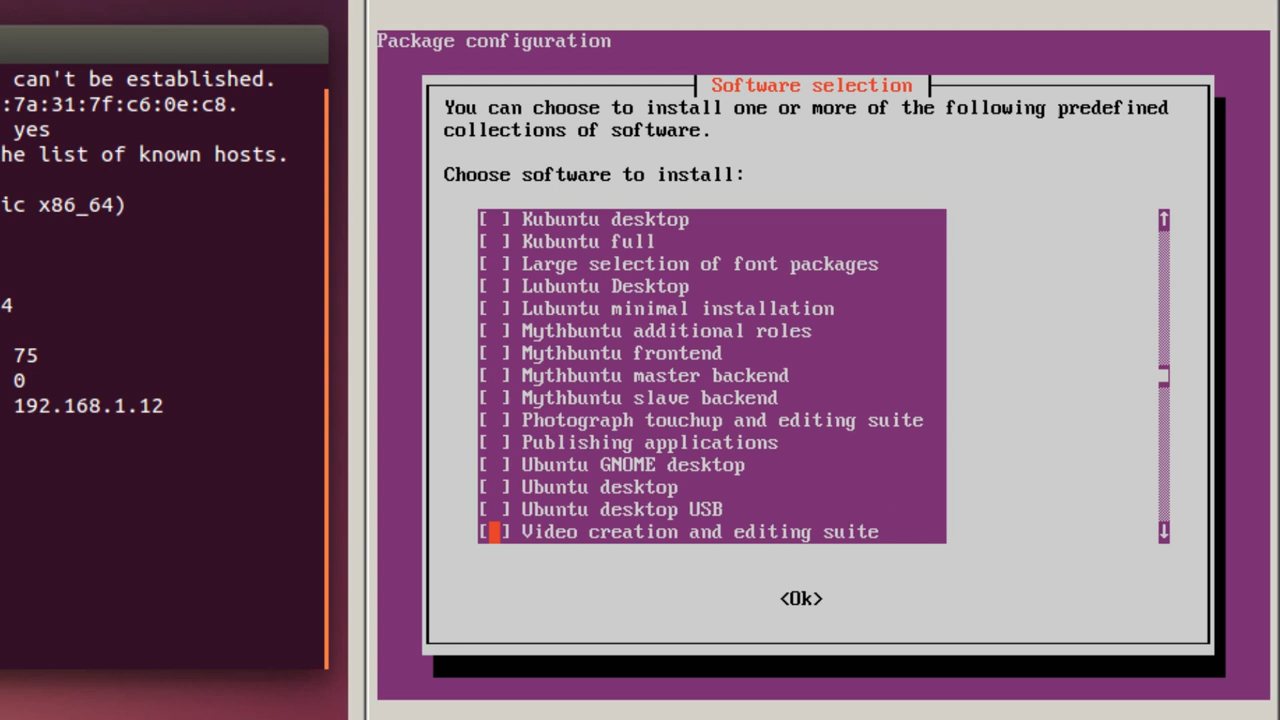 can't be established.
:7a:31:7f:c6:0e:c8.
yes
he list of known hosts.
ic x86_64)
4
75
0
192.168.1.12
Package configuration
Software selection
You can choose to install one or more of the following predefined
collections of software.
Choose software to install:
[ ] Kubuntu desktop
[ ] Kubuntu full
[ ] Large selection of font packages
[ ] Lubuntu Desktop
[ ] Lubuntu minimal installation
[ ] Mythbuntu additional roles
[ ] Mythbuntu frontend
[ ] Mythbuntu master backend
[ ] Mythbuntu slave backend
[ ] Photograph touchup and editing suite
[ ] Publishing applications
[ ] Ubuntu GNOME desktop
[ ] Ubuntu desktop
[ ] Ubuntu desktop USB
[ ] Video creation and editing suite
<Ok>